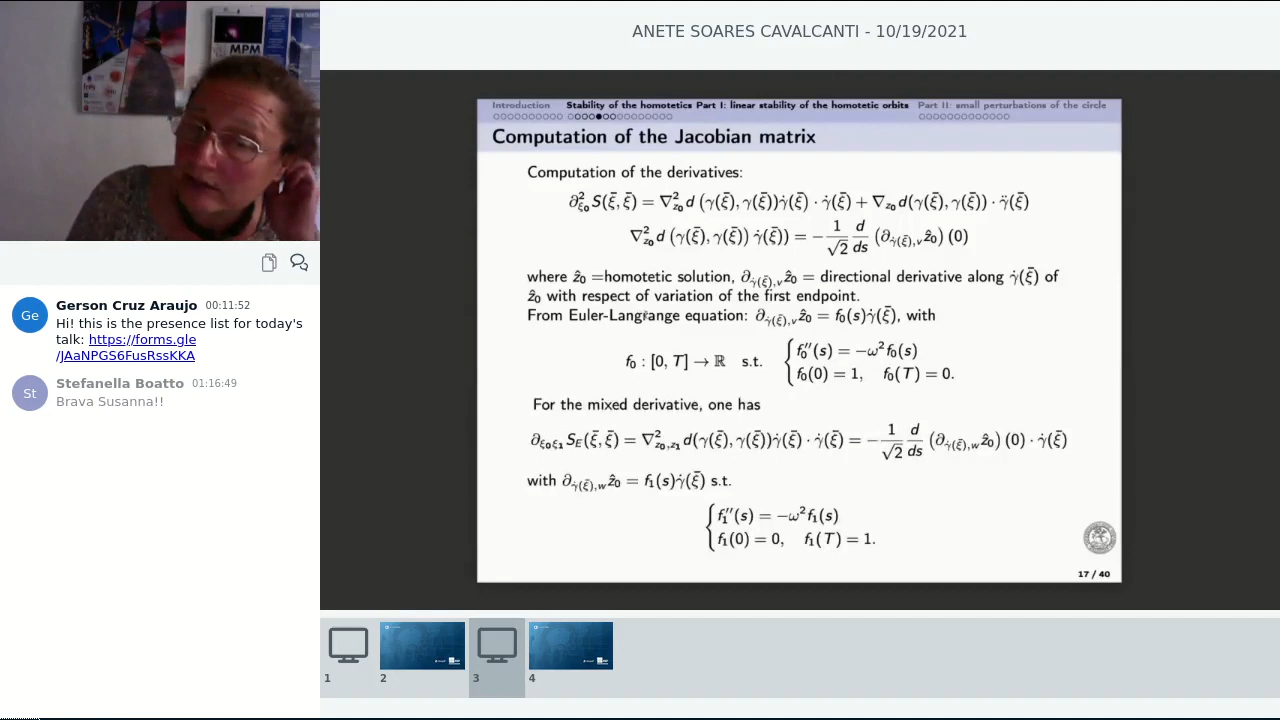 MPM
ANETE SOARES CAVALCANTI - 10/19/2021
Ge
Gerson Cruz Araujo 00:11:52
Hi! this is the presence list for today's
talk: https://forms.gle
/JAaNPGS6FusRssKKA
St
Stefanella Boatto 01:16:49
Brava Susanna!!
Introduction Stability of the homotetics Part I: linear stability of the homotetic orbits Part II: small perturbations of the circle
Computation of the Jacobian matrix
Computation of the derivatives:
∂²_{ξ₀} S(ξ̄, ξ̄) = ∇²_{z₀} d (γ(ξ̄), γ(ξ̄))γ̇(ξ̄) · γ̇(ξ̄) + ∇_{z₀} d(γ(ξ̄), γ(ξ̄)) · γ̈(ξ̄)
∇²_{z₀} d (γ(ξ̄), γ(ξ̄)) γ̇(ξ̄) = − 1/√2 d/ds (∂_{γ̇(ξ̄),v} ẑ₀) (0)
where ẑ₀ =homotetic solution, ∂_{γ̇(ξ̄),v} ẑ₀ = directional derivative along γ̇(ξ̄) of
ẑ₀ with respect of variation of the first endpoint.
From Euler-Langrange equation: ∂_{γ̇(ξ̄),v} ẑ₀ = f₀(s)γ̇(ξ̄), with
f₀ : [0, T] → ℝ s.t. { f₀″(s) = −ω² f₀(s)
f₀(0) = 1, f₀(T) = 0.
For the mixed derivative, one has
∂_{ξ₀ξ₁} S_E(ξ̄, ξ̄) = ∇²_{z₀,z₁} d(γ(ξ̄), γ(ξ̄))γ̇(ξ̄) · γ̇(ξ̄) = − 1/√2 d/ds (∂_{γ̇(ξ̄),w} ẑ₀) (0) · γ̇(ξ̄)
with ∂_{γ̇(ξ̄),w} ẑ₀ = f₁(s)γ̇(ξ̄) s.t.
{ f₁″(s) = −ω² f₁(s)
f₁(0) = 0, f₁(T) = 1.
17 / 40
1
2
3
4